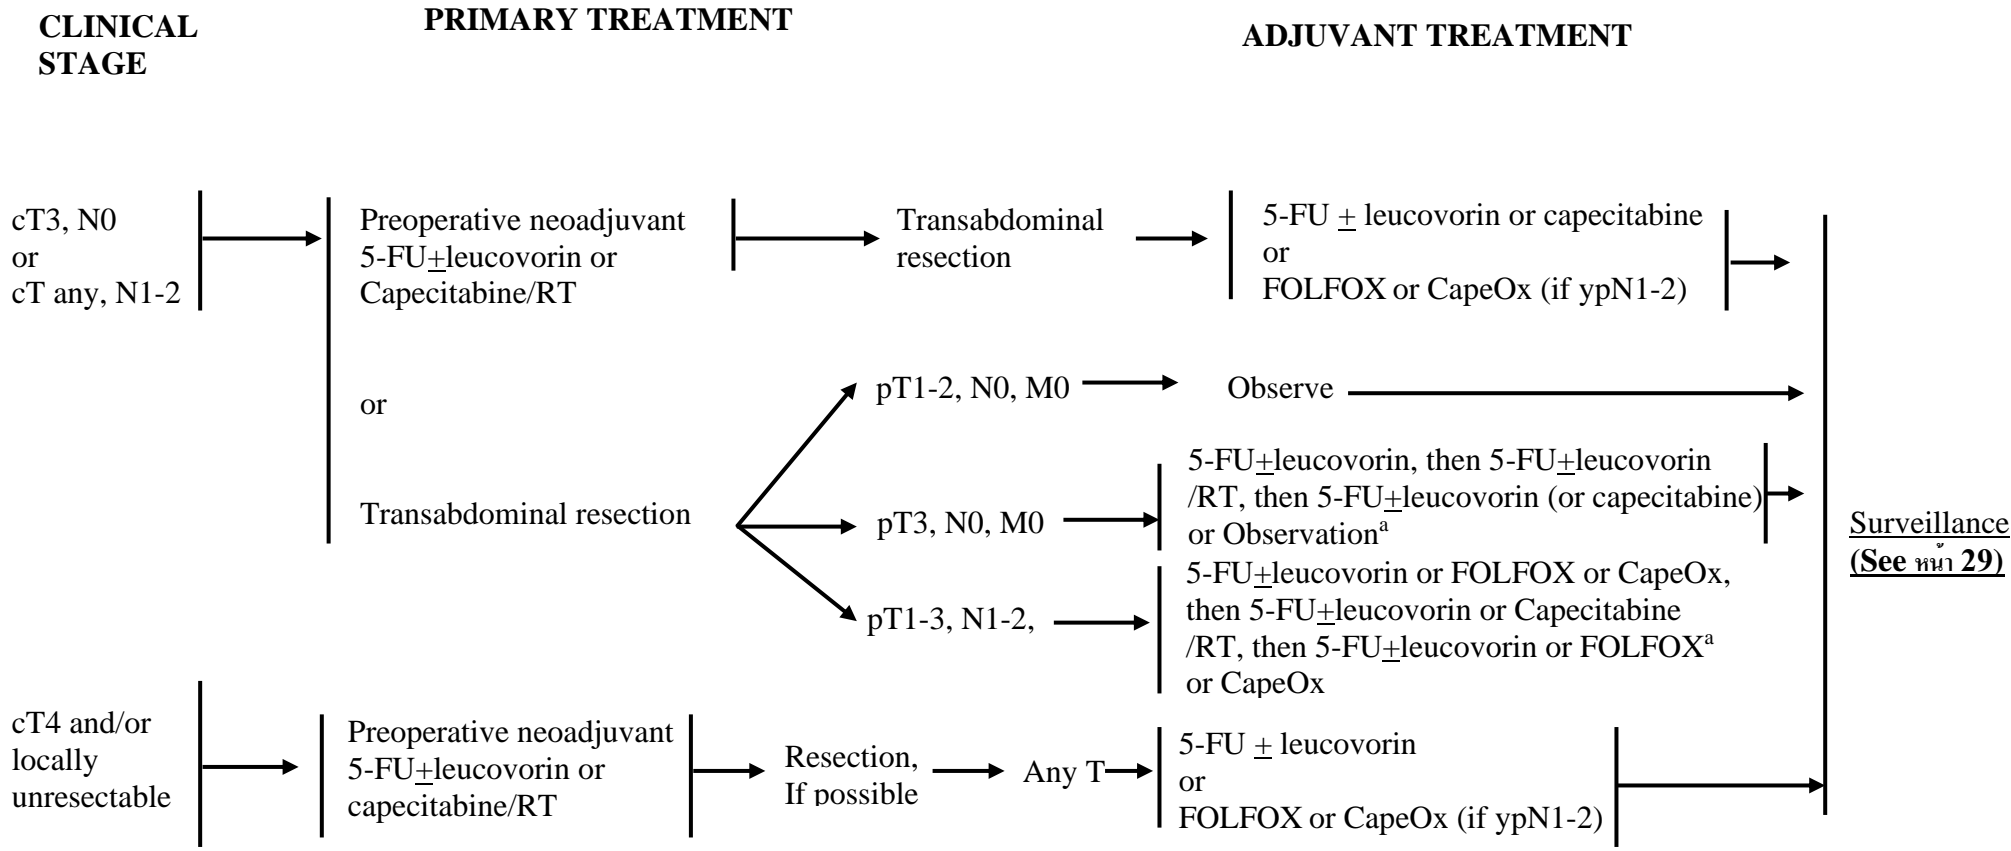 CLINICAL
STAGE
PRIMARY TREATMENT
ADJUVANT TREATMENT
cT3, N0
or
cT any, N1-2
Preoperative neoadjuvant
5-FU±leucovorin or
Capecitabine/RT
Transabdominal
resection
5-FU ± leucovorin or capecitabine
or
FOLFOX or CapeOx (if ypN1-2)
or
Transabdominal resection
pT1-2, N0, M0
Observe
pT3, N0, M0
5-FU±leucovorin, then 5-FU±leucovorin
/RT, then 5-FU±leucovorin (or capecitabine)
or Observationᵃ
pT1-3, N1-2,
5-FU±leucovorin or FOLFOX or CapeOx,
then 5-FU±leucovorin or Capecitabine
/RT, then 5-FU±leucovorin or FOLFOXᵃ
or CapeOx
cT4 and/or
locally
unresectable
Preoperative neoadjuvant
5-FU±leucovorin or
capecitabine/RT
Resection,
If possible
Any T
5-FU ± leucovorin
or
FOLFOX or CapeOx (if ypN1-2)
Surveillance
(See หน้า 29)